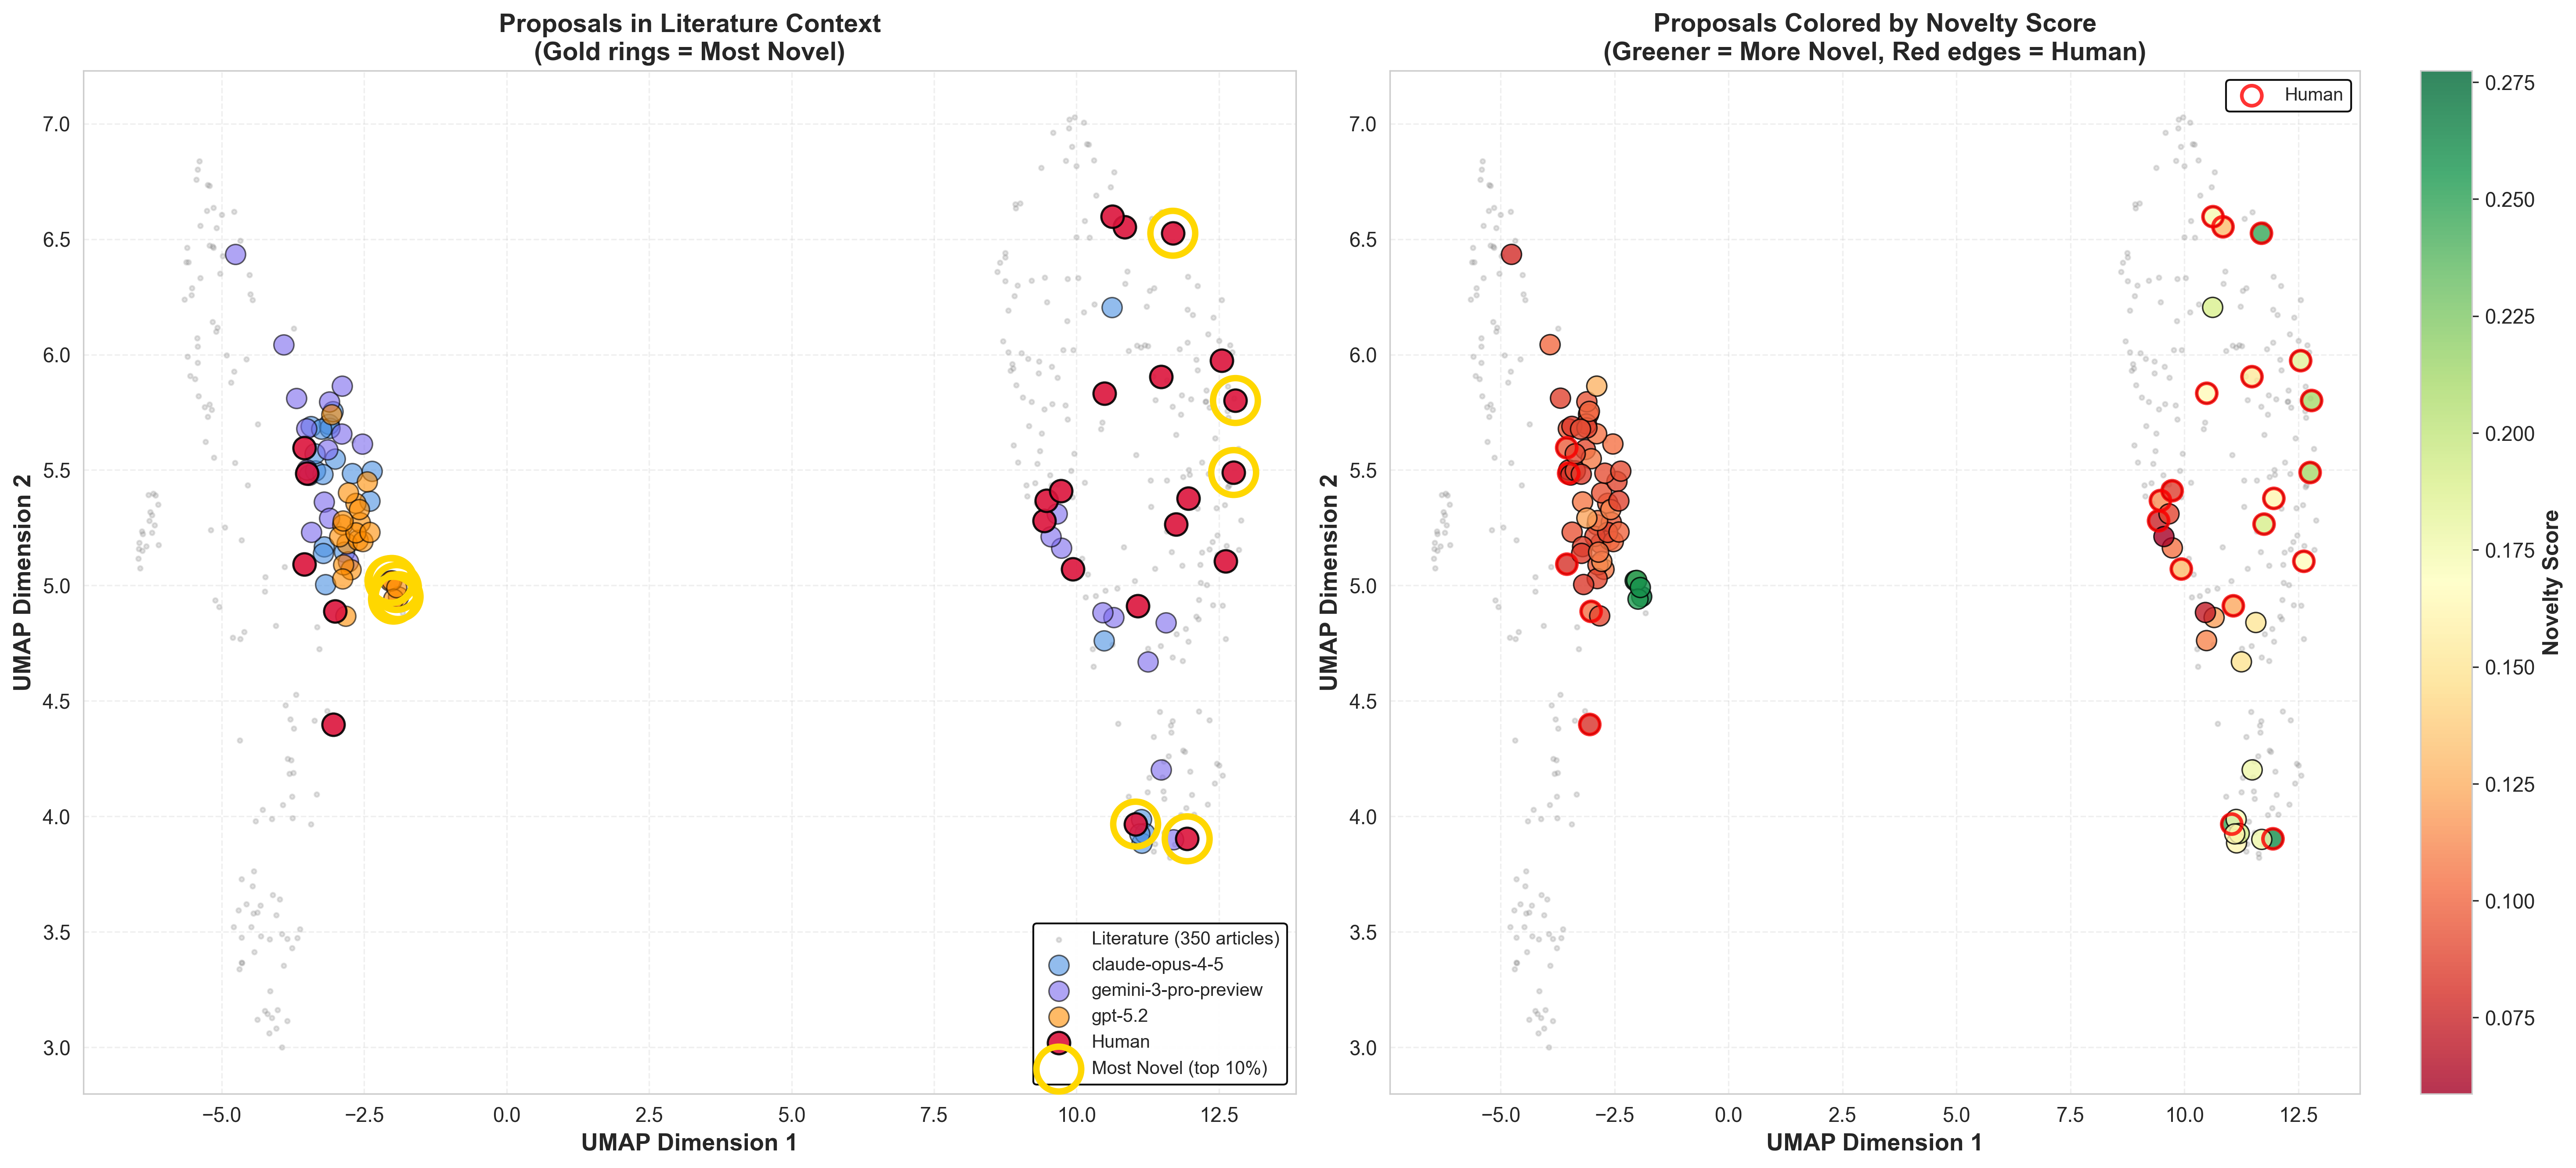 Proposals in Literature Context
(Gold rings = Most Novel)
7.0
6.5
6.0
5.5
5.0
4.5
4.0
3.5
3.0
UMAP Dimension 2
−5.0
−2.5
0.0
2.5
5.0
7.5
10.0
12.5
UMAP Dimension 1
Literature (350 articles)
claude-opus-4-5
gemini-3-pro-preview
gpt-5.2
Human
Most Novel (top 10%)
Proposals Colored by Novelty Score
(Greener = More Novel, Red edges = Human)
Human
7.0
6.5
6.0
5.5
5.0
4.5
4.0
3.5
3.0
UMAP Dimension 2
−5.0
−2.5
0.0
2.5
5.0
7.5
10.0
12.5
UMAP Dimension 1
0.275
0.250
0.225
0.200
0.175
0.150
0.125
0.100
0.075
Novelty Score